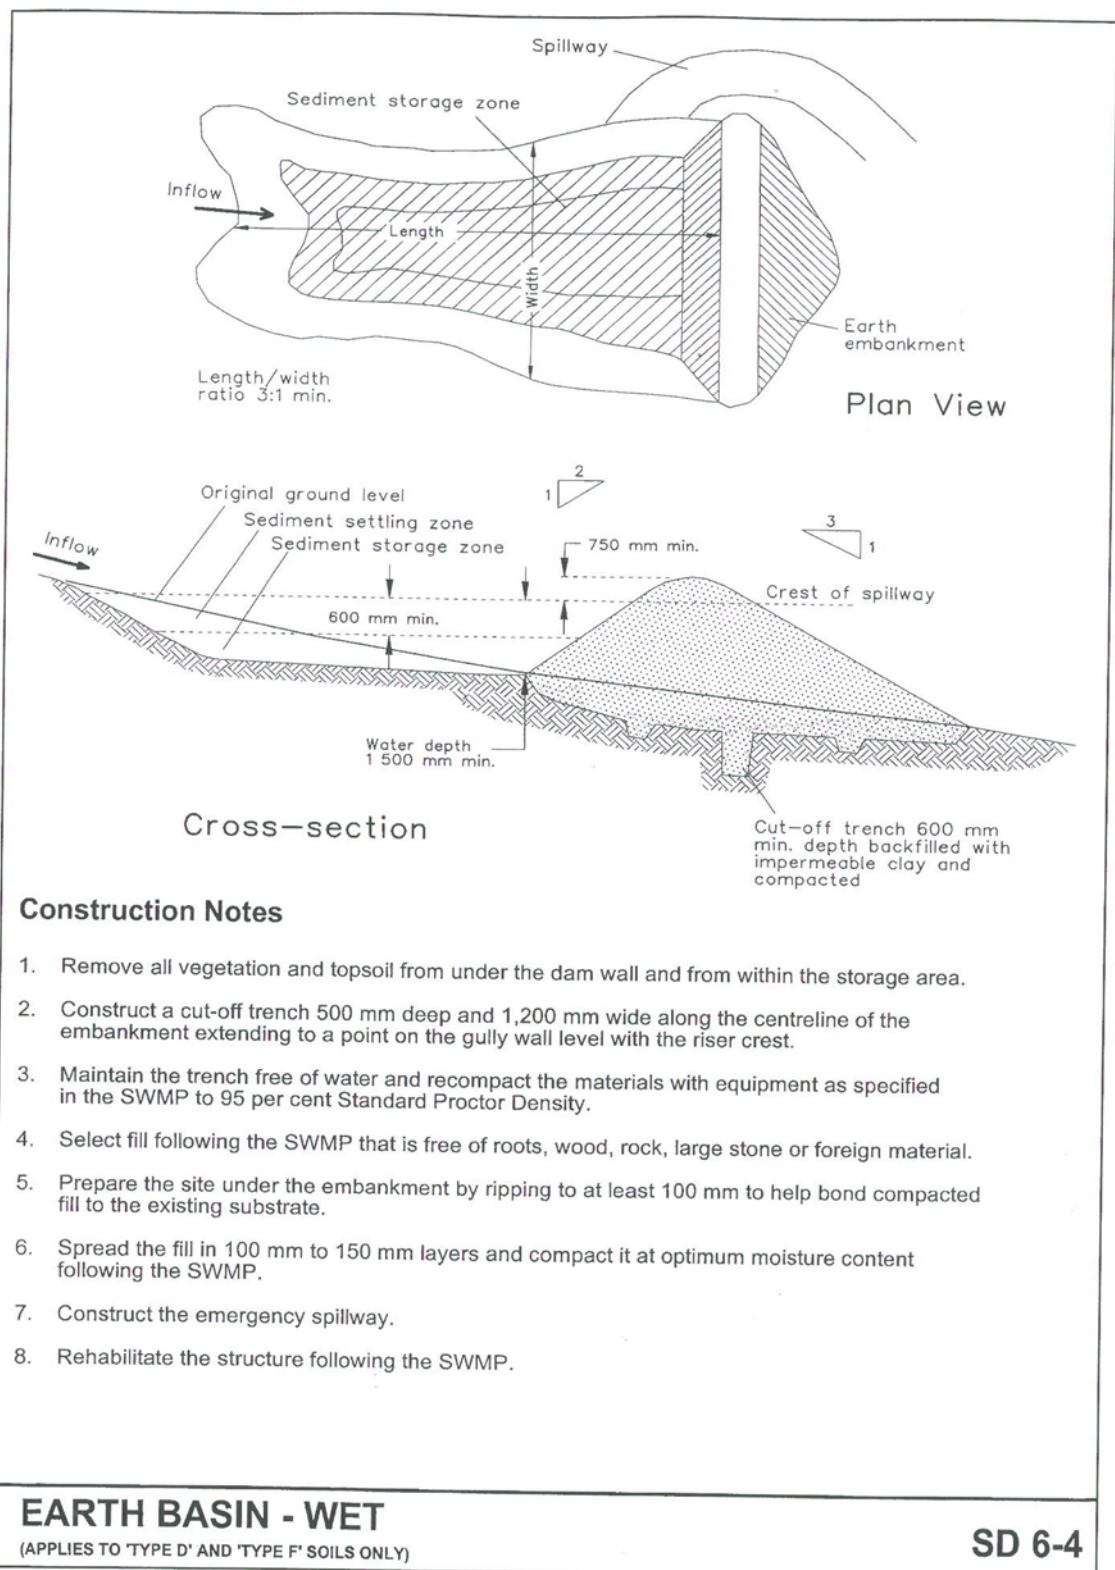 Spillway
Sediment storage zone
Inflow
Length
Width
Earth
embankment
Length/width
ratio 3:1 min.
Plan View
2
1
3
1
Original ground level
Sediment settling zone
Sediment storage zone
Inflow
750 mm min.
Crest of spillway
600 mm min.
Water depth
1 500 mm min.
Cross-section
Cut-off trench 600 mm
min. depth backfilled with
impermeable clay and
compacted
Construction Notes
1. Remove all vegetation and topsoil from under the dam wall and from within the storage area.
2. Construct a cut-off trench 500 mm deep and 1,200 mm wide along the centreline of the
embankment extending to a point on the gully wall level with the riser crest.
3. Maintain the trench free of water and recompact the materials with equipment as specified
in the SWMP to 95 per cent Standard Proctor Density.
4. Select fill following the SWMP that is free of roots, wood, rock, large stone or foreign material.
5. Prepare the site under the embankment by ripping to at least 100 mm to help bond compacted
fill to the existing substrate.
6. Spread the fill in 100 mm to 150 mm layers and compact it at optimum moisture content
following the SWMP.
7. Construct the emergency spillway.
8. Rehabilitate the structure following the SWMP.
EARTH BASIN - WET
(APPLIES TO 'TYPE D' AND 'TYPE F' SOILS ONLY)
SD 6-4